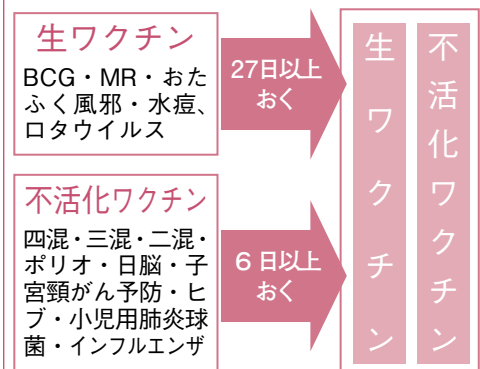 生ワクチン
BCG・MR・おた
ふく風邪・水痘、
ロタウイルス
27日以上
おく
不活化ワクチン
四混・三混・二混・
ポリオ・日脳・子
宮頸がん予防・ヒ
ブ・小児用肺炎球
菌・インフルエンザ
6日以上
おく
不活化ワクチン
生ワクチン